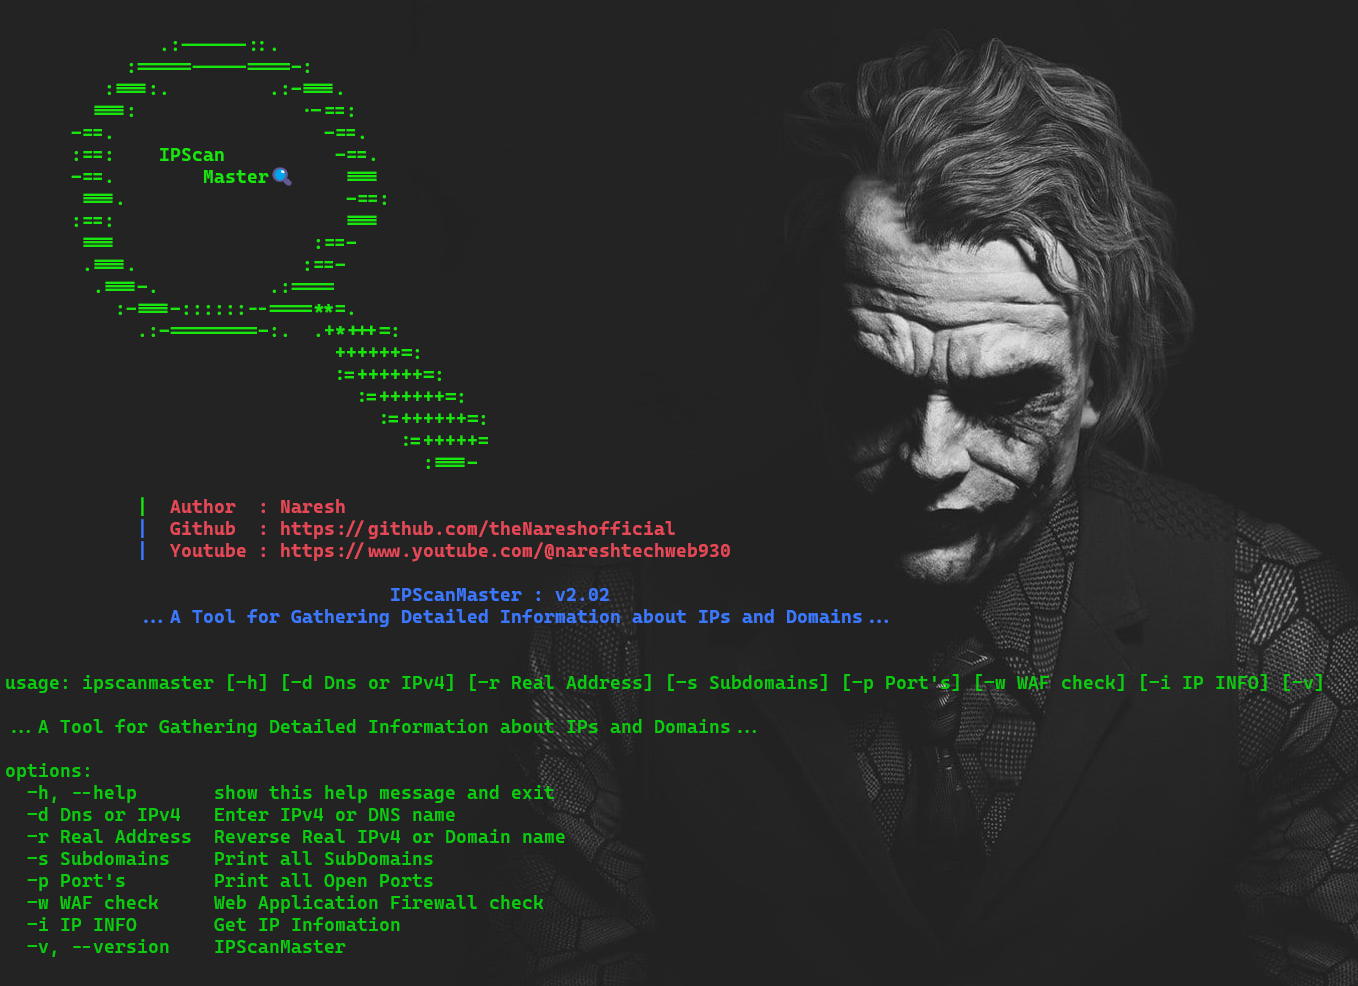 IPScan
Master
| Author : Naresh
| Github : https://github.com/theNareshofficial
| Youtube : https://www.youtube.com/@nareshtechweb930
IPScanMaster : v2.02
...A Tool for Gathering Detailed Information about IPs and Domains...
usage: ipscanmaster [-h] [-d Dns or IPv4] [-r Real Address] [-s Subdomains] [-p Port's] [-w WAF check] [-i IP INFO] [-v]
...A Tool for Gathering Detailed Information about IPs and Domains...
options:
-h, --help show this help message and exit
-d Dns or IPv4 Enter IPv4 or DNS name
-r Real Address Reverse Real IPv4 or Domain name
-s Subdomains Print all SubDomains
-p Port's Print all Open Ports
-w WAF check Web Application Firewall check
-i IP INFO Get IP Infomation
-v, --version IPScanMaster